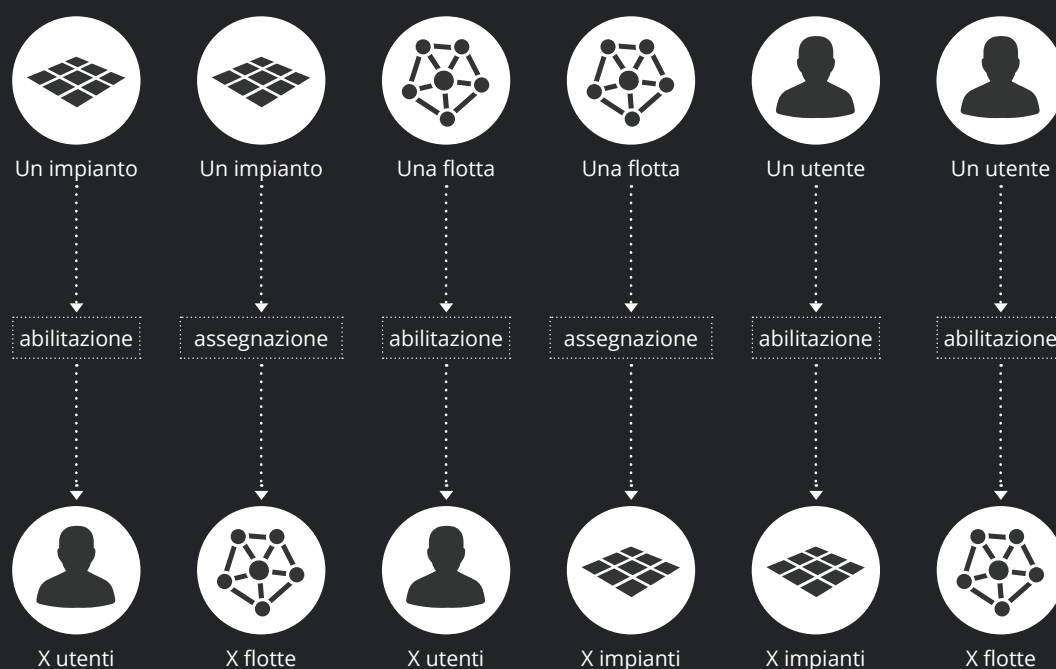 Un impianto
Un impianto
Una flotta
Una flotta
Un utente
Un utente
abilitazione
assegnazione
abilitazione
assegnazione
abilitazione
abilitazione
X utenti
X flotte
X utenti
X impianti
X impianti
X flotte